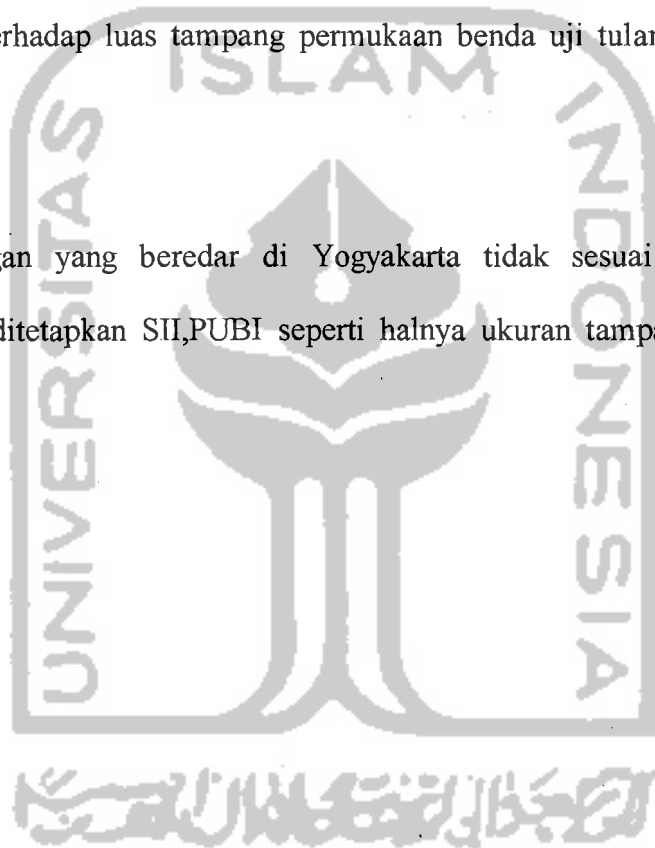 erhadap luas tampang permukaan benda uji tulan
ISLAM
UNIVERSITAS
INDONESIA
gan yang beredar di Yogyakarta tidak sesuai
ditetapkan SII,PUBI seperti halnya ukuran tampa